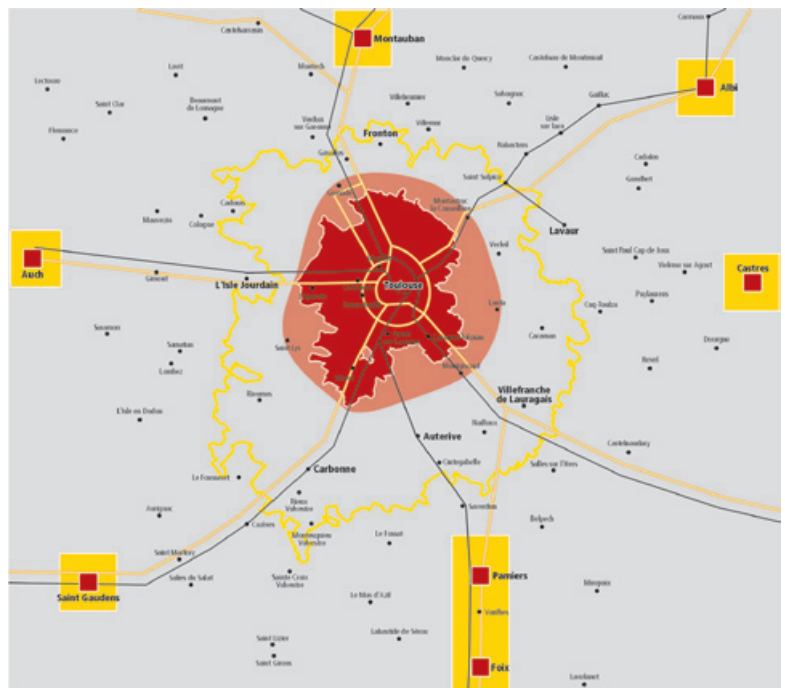 Montauban
Castelsarrasin
Carmaux
Montech
Lavit
Monclar de Quercy
Castelnau de Montmiral
Lectoure
Albi
Saint Clar
Beaumont
de Lomagne
Villebrumier
Salvagnac
Gaillac
Verdun
sur Garonne
Villemur
Lisle
sur Tarn
Fleurance
Fronton
Rabastens
Grisolles
Cadalen
Saint Sulpice
Graulhet
Grenade
Cadours
Montastruc
la Conseillère
Mauvezin
Cologne
Lavaur
Verfeil
Saint Paul Cap de Joux
Vielmur sur Agout
Castres
Auch
Gimont
L'Isle Jourdain
Toulouse
Puylaurens
Lanta
Cuq-Toulza
Saramon
Caraman
Samatan
Saint Lys
Dourgne
Lombez
Revel
Montgiscard
Rieumes
Villefranche
de Lauragais
L'Isle en Dodon
Nailloux
Auterive
Castelnaudary
Cintegabelle
Salles sur l'Hers
Carbonne
Le Fousseret
Rieux
Volvestre
Saverdun
Aurignac
Belpech
Cazères
Montesquieu
Volvestre
Le Fossat
Saint Martory
Salies du Salat
Sainte Croix
Volvestre
Pamiers
Mirepoix
Saint Gaudens
Le Mas d'Azil
Varilhes
Labastide de Sérou
Saint Lizier
Saint Girons
Foix
Lavelanet